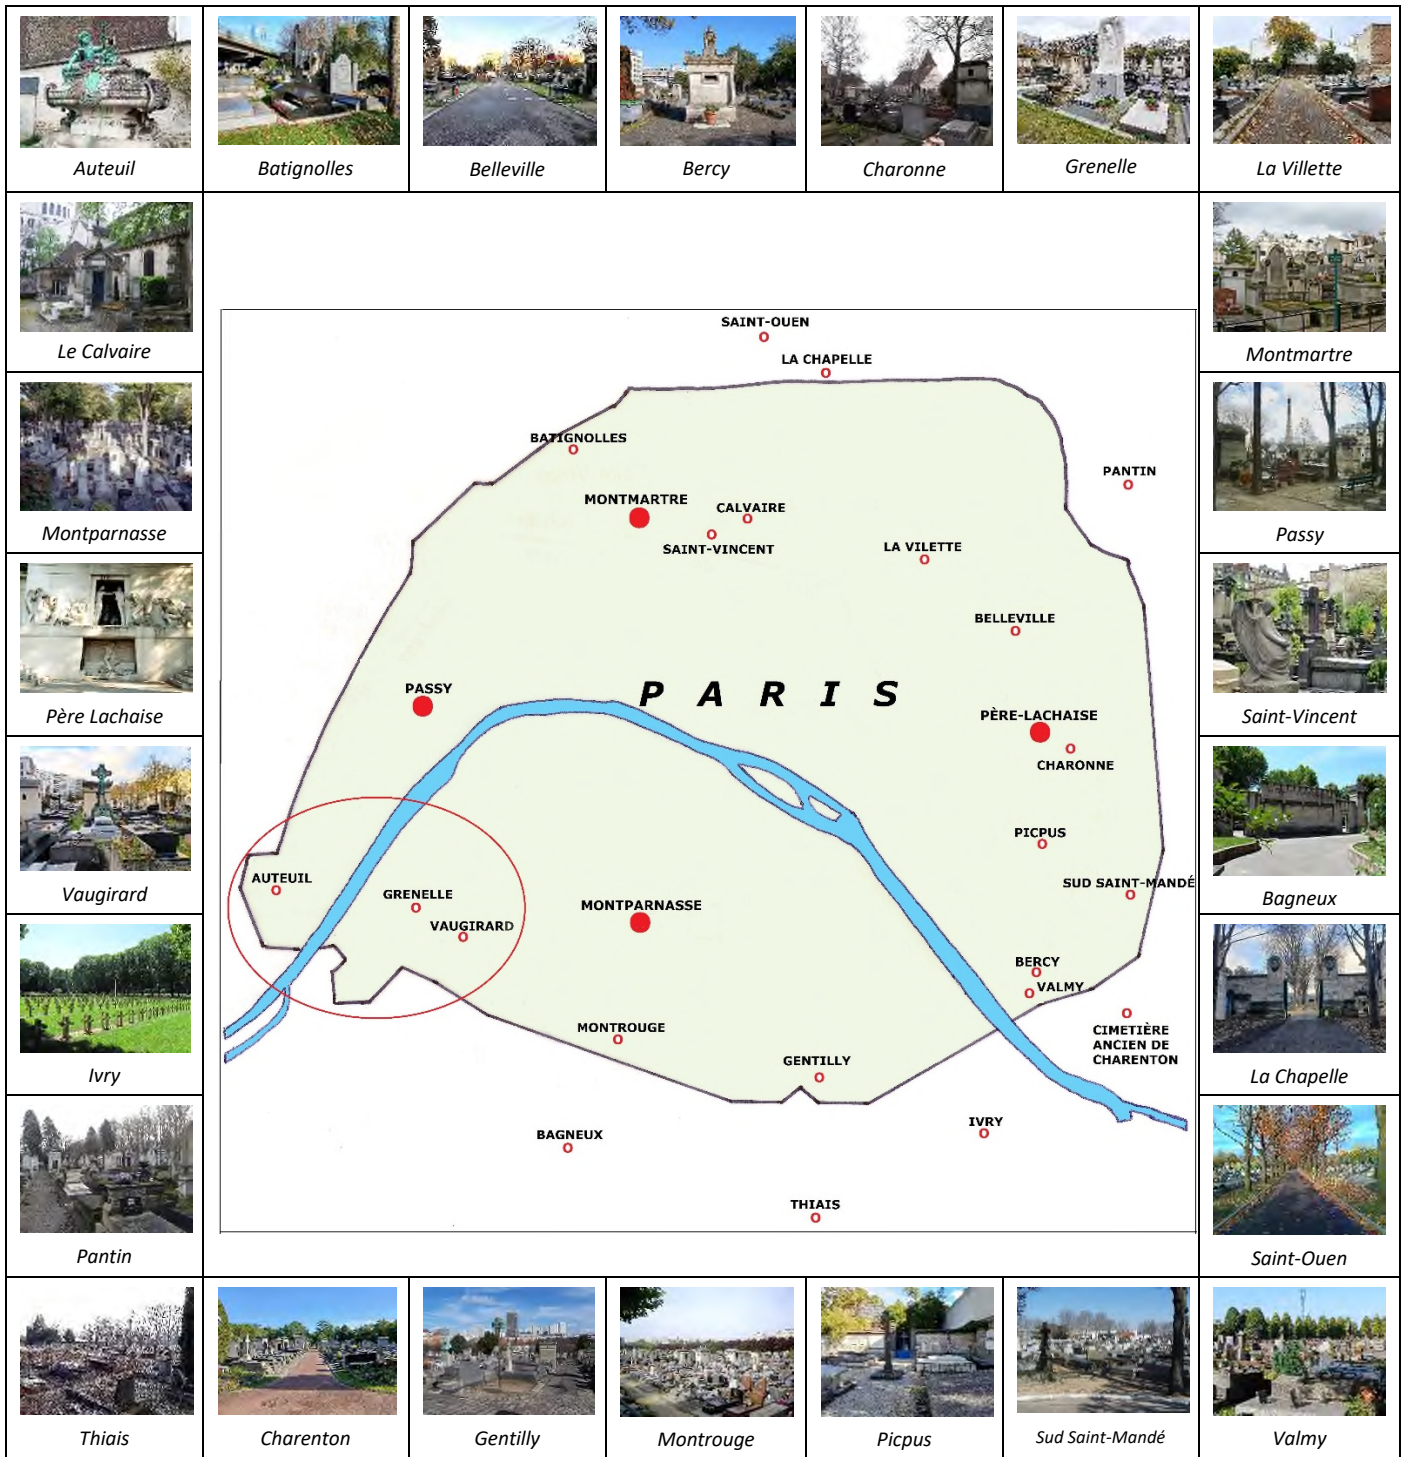 Auteuil
Batignolles
Belleville
Bercy
Charonne
Grenelle
La Villette
Le Calvaire
Montmartre
Montparnasse
Passy
Père Lachaise
Saint-Vincent
Vaugirard
Bagneux
Ivry
La Chapelle
Pantin
Saint-Ouen
SAINT-OUEN
LA CHAPELLE
BATIGNOLLES
PANTIN
MONTMARTRE
CALVAIRE
SAINT-VINCENT
LA VILETTE
BELLEVILLE
PASSY
PARIS
PÈRE-LACHAISE
CHARONNE
PICPUS
AUTEUIL
SUD SAINT-MANDÉ
GRENELLE
MONTPARNASSE
VAUGIRARD
BERCY
VALMY
MONTROUGE
CIMETIÈRE
ANCIEN DE
CHARENTON
GENTILLY
IVRY
BAGNEUX
THIAIS
Thiais
Charenton
Gentilly
Montrouge
Picpus
Sud Saint-Mandé
Valmy